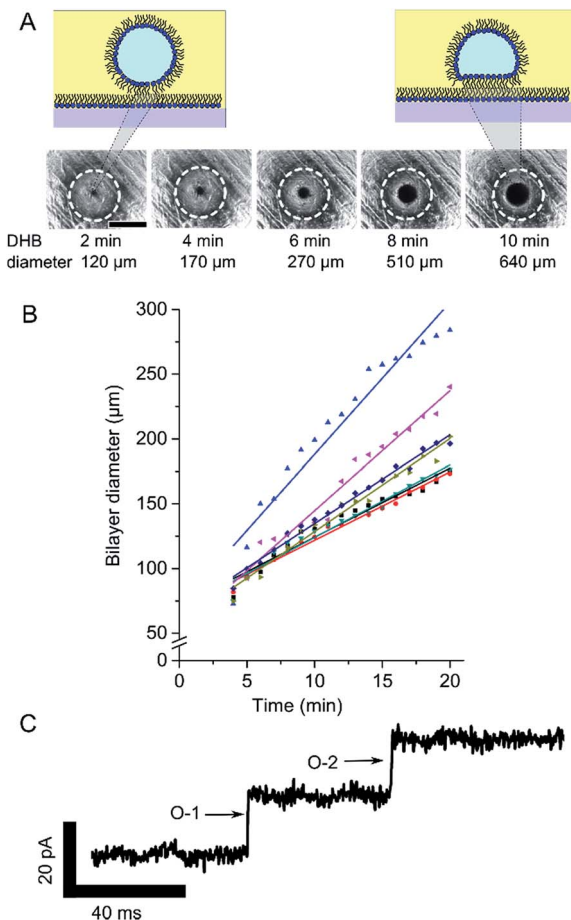 A
DHB 2 min 4 min 6 min 8 min 10 min
diameter 120 µm 170 µm 270 µm 510 µm 640 µm
B
300
250
200
150
100
50
0
Bilayer diameter (µm)
0 5 10 15 20
Time (min)
C
O-1
O-2
20 pA
40 ms